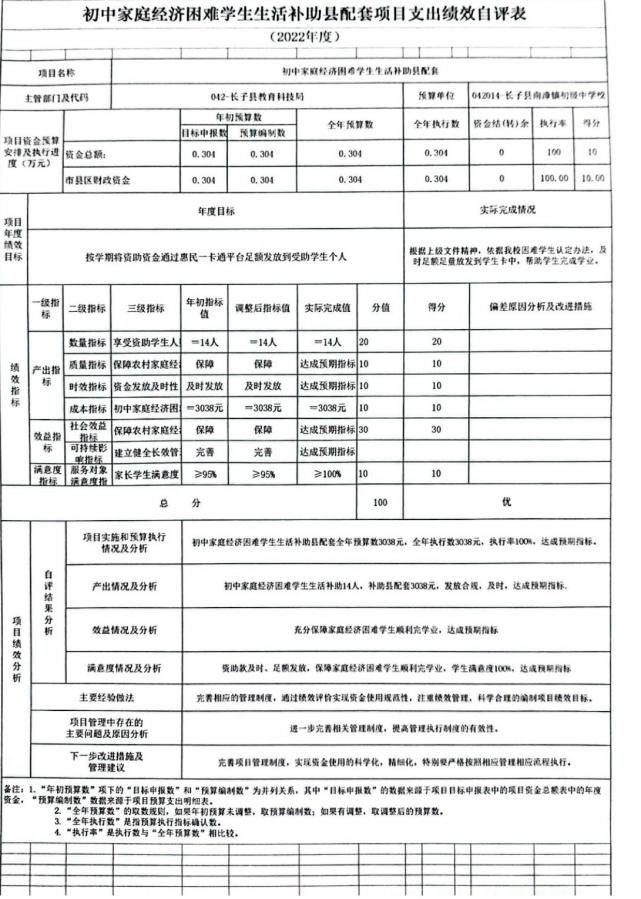 初中家庭经济困难学生生活补助县配套项目支出绩效自评表
（2022年度）
项目名称 初中家庭经济困难学生生活补助县配套
主管部门及代码 042-长子县教育科技局 预算单位 042014-长子县南漳镇初级中学校
项目资金预算安排及执行进度（万元） 年初预算数 全年预算数 全年执行数 资金结(转)余 执行率 得分
目标申报数 预算编制数
资金总额: 0.304 0.304 0.304 0.304 0 100 10
市县区财政资金 0.304 0.304 0.304 0.304 0 100.00 10.00
项目年度绩效目标 年度目标 实际完成情况
按学期将资助资金通过惠民一卡通平台足额发放到受助学生个人 根据上级文件精神，依据我校困难学生认定办法，及
时足额足量放发到学生卡中，帮助学生完成学业。
绩效指标 一级指标 二级指标 三级指标 年初指标值 调整后指标值 实际完成值 分值 得分 偏差原因分析及改进措施
产出指标 数量指标 享受资助学生人 ＝14人 ＝14人 ＝14人 20 20
质量指标 保障农村家庭经 保障 保障 达成预期指标 10 10
时效指标 资金发放及时性 及时发放 及时发放 达成预期指标 10 10
成本指标 初中家庭经济困 ＝3038元 ＝3038元 ＝3038元 10 10
效益指标 社会效益指标 保障农村家庭经 保障 保障 达成预期指标 30 30
可持续影响指标 建立健全长效管 完善 完善 达成预期指标
满意度指标 服务对象满意度指 家长学生满意度 ≥95% ≥95% ≥100% 10 10
总 分 100 优
项目绩效分析 自评结果分析 项目实施和预算执行情况及分析 初中家庭经济困难学生生活补助县配套全年预算数3038元，全年执行数3038元，执行率100%，达成预期指标。
产出情况及分析 初中家庭经济困难学生生活补助14人，补助县配套3038元，发放合规，及时，达成预期指标.
效益情况及分析 充分保障家庭经济困难学生顺利完学业，达成预期指标
满意度情况及分析 资助款及时、足额发放，保障家庭经济困难学生顺利完学业，学生满意度100%，达成预期指标
主要经验做法 完善相应的管理制度，通过绩效评价实现资金使用规范性，注重绩效管理，科学合理的编制项目绩效目标。
项目管理中存在的主要问题及原因分析 进一步完善相关管理制度，提高管理执行制度的有效性。
下一步改进措施及管理建议 完善项目管理制度，实现资金使用的科学化，精细化，特别要严格按照相应管理相应流程执行。
备注：1.“年初预算数”项下的“目标申报数”和“预算编制数”为并列关系，其中“目标申报数”的数据来源于项目目标申报表中的项目资金总额表中的年度
资金，“预算编制数”数据来源于项目预算支出明细表。
2.“全年预算数”的取数规则，如果年初预算未调整，取预算编制数；如果有调整，取调整后的预算数。
3.“全年执行数”是指预算执行指标确认数。
4.“执行率”是执行数与“全年预算数”相比较。